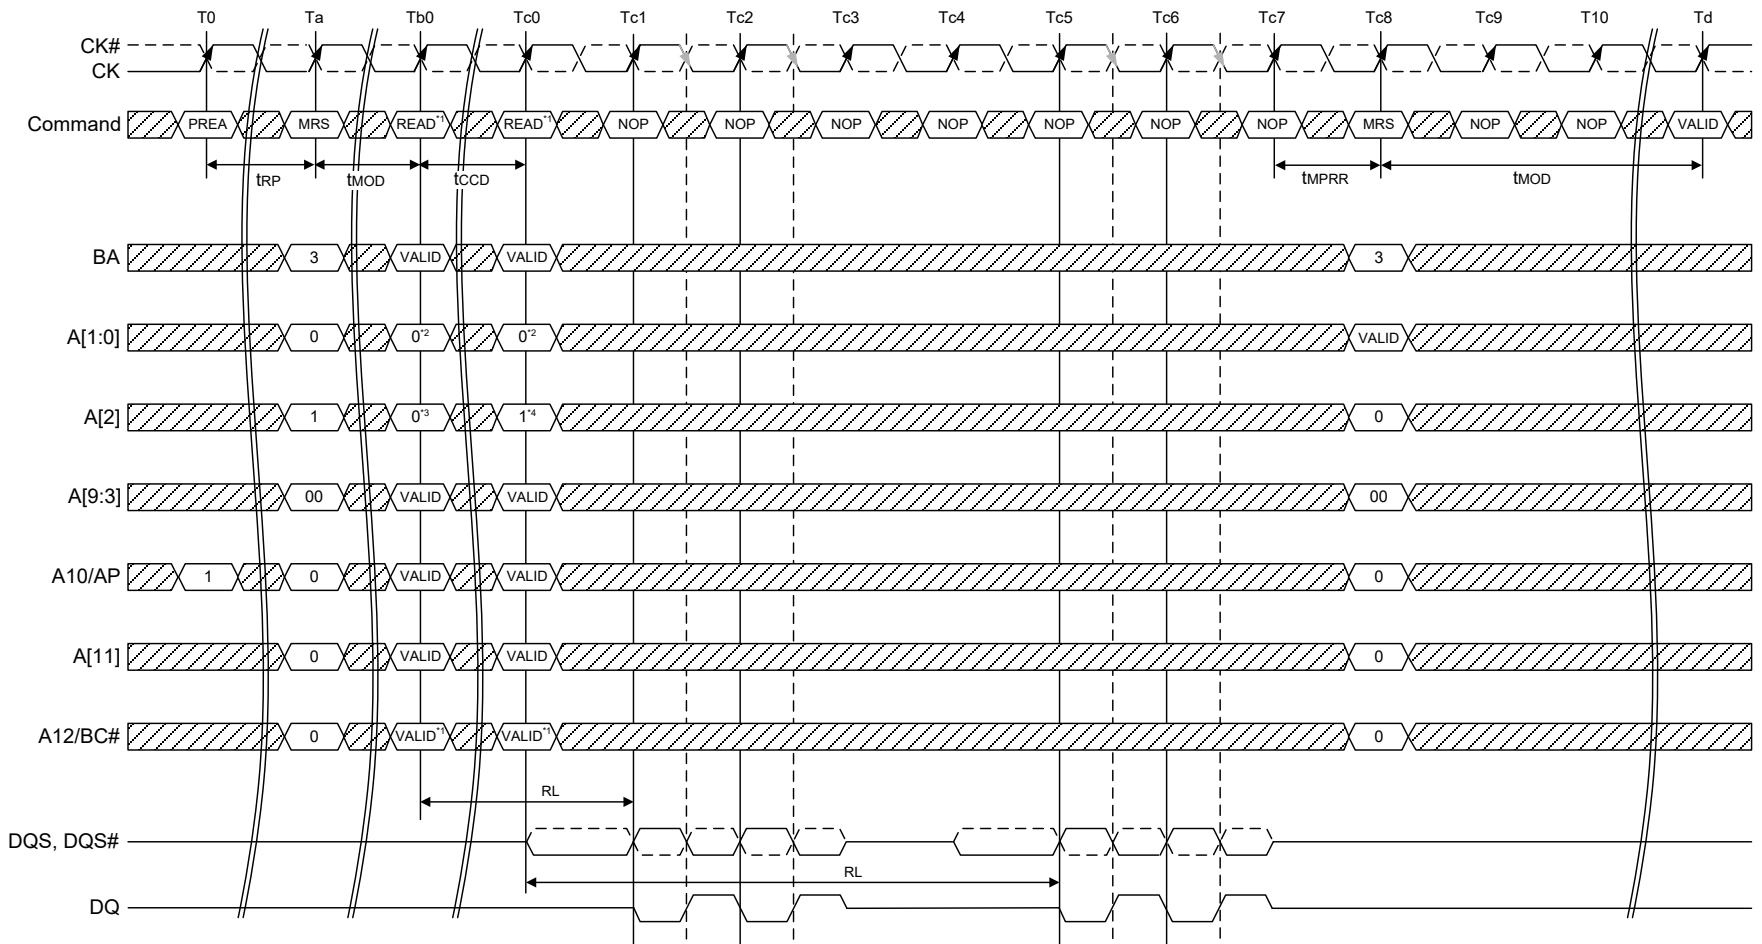 T0 Ta Tb0 Tc0 Tc1 Tc2 Tc3 Tc4 Tc5 Tc6 Tc7 Tc8 Tc9 T10 Td
CK#
CK
Command PREA MRS READ*1 READ*1 NOP NOP NOP NOP NOP NOP NOP MRS NOP NOP VALID
tRP tMOD tCCD tMPRR tMOD
BA 3 VALID VALID 3
A[1:0] 0 0*2 0*2 VALID
A[2] 1 0*3 1*4 0
A[9:3] 00 VALID VALID 00
A10/AP 1 0 VALID VALID 0
A[11] 0 VALID VALID 0
A12/BC# 0 VALID*1 VALID*1 0
RL
DQS, DQS#
RL
DQ